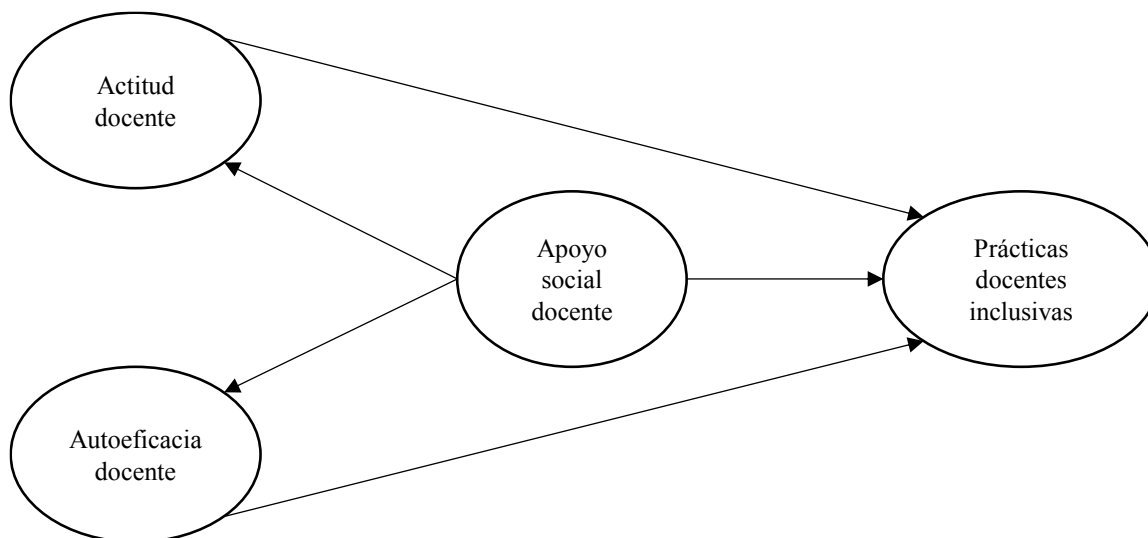 Actitud
docente
Apoyo
social
docente
Prácticas
docentes
inclusivas
Autoeficacia
docente